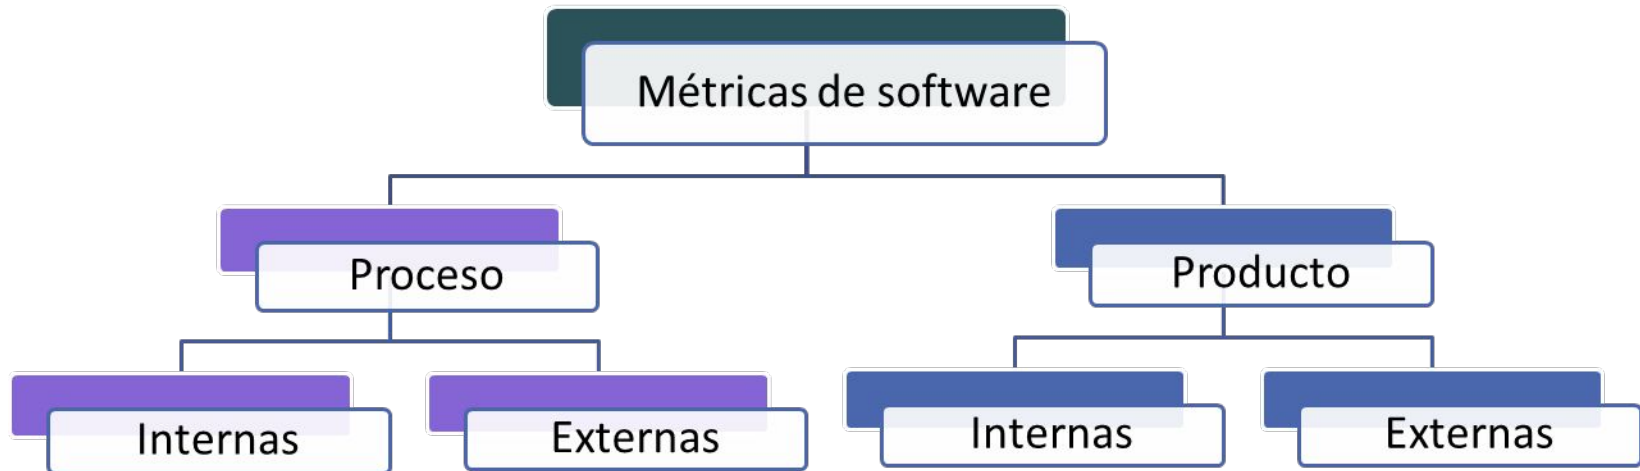 Métricas de software
Proceso
Producto
Internas
Externas
Internas
Externas